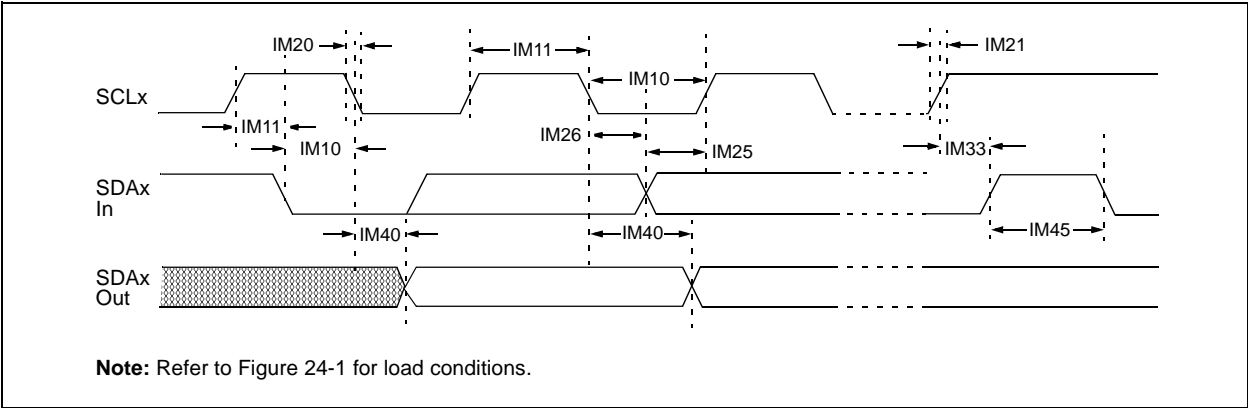 IM20
IM11
IM21
IM10
SCLx
IM11
IM26
IM10
IM25
IM33
SDAx
In
IM40
IM40
IM45
SDAx
Out
Note: Refer to Figure 24-1 for load conditions.